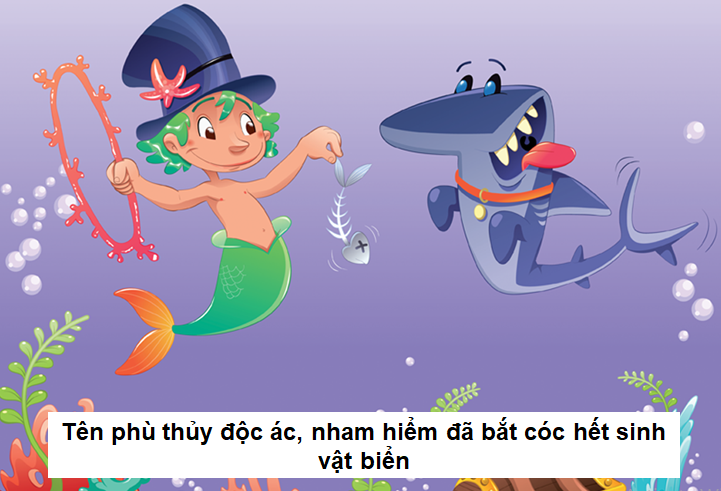 Tên phù thủy độc ác, nham hiểm đã bắt cóc hết sinh
vật biển